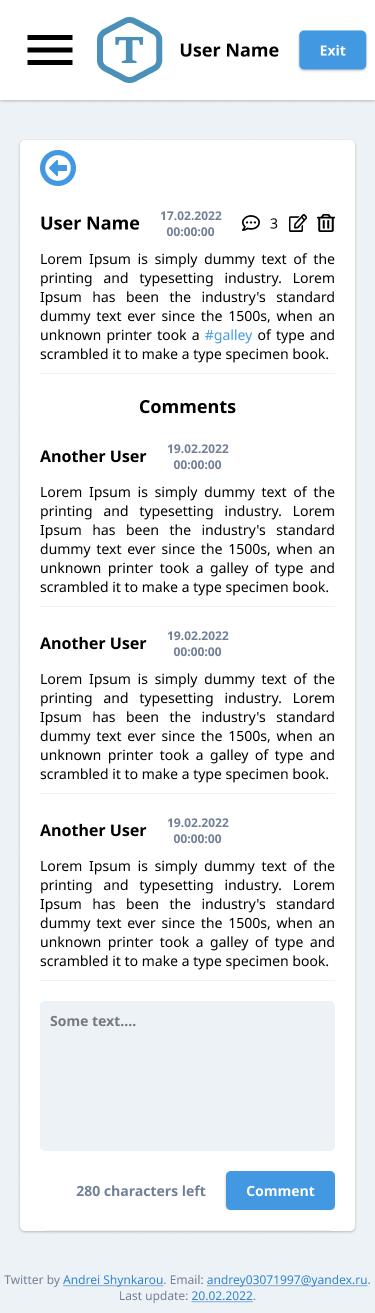 T
User Name
Exit
User Name
17.02.2022
00:00:00
3
Lorem Ipsum is simply dummy text of the
printing and typesetting industry. Lorem
Ipsum has been the industry's standard
dummy text ever since the 1500s, when an
unknown printer took a #galley of type and
scrambled it to make a type specimen book.
Comments
Another User
19.02.2022
00:00:00
Lorem Ipsum is simply dummy text of the
printing and typesetting industry. Lorem
Ipsum has been the industry's standard
dummy text ever since the 1500s, when an
unknown printer took a galley of type and
scrambled it to make a type specimen book.
Another User
19.02.2022
00:00:00
Lorem Ipsum is simply dummy text of the
printing and typesetting industry. Lorem
Ipsum has been the industry's standard
dummy text ever since the 1500s, when an
unknown printer took a galley of type and
scrambled it to make a type specimen book.
Another User
19.02.2022
00:00:00
Lorem Ipsum is simply dummy text of the
printing and typesetting industry. Lorem
Ipsum has been the industry's standard
dummy text ever since the 1500s, when an
unknown printer took a galley of type and
scrambled it to make a type specimen book.
Some text....
280 characters left
Comment
Twitter by Andrei Shynkarou. Email: andrey03071997@yandex.ru.
Last update: 20.02.2022.